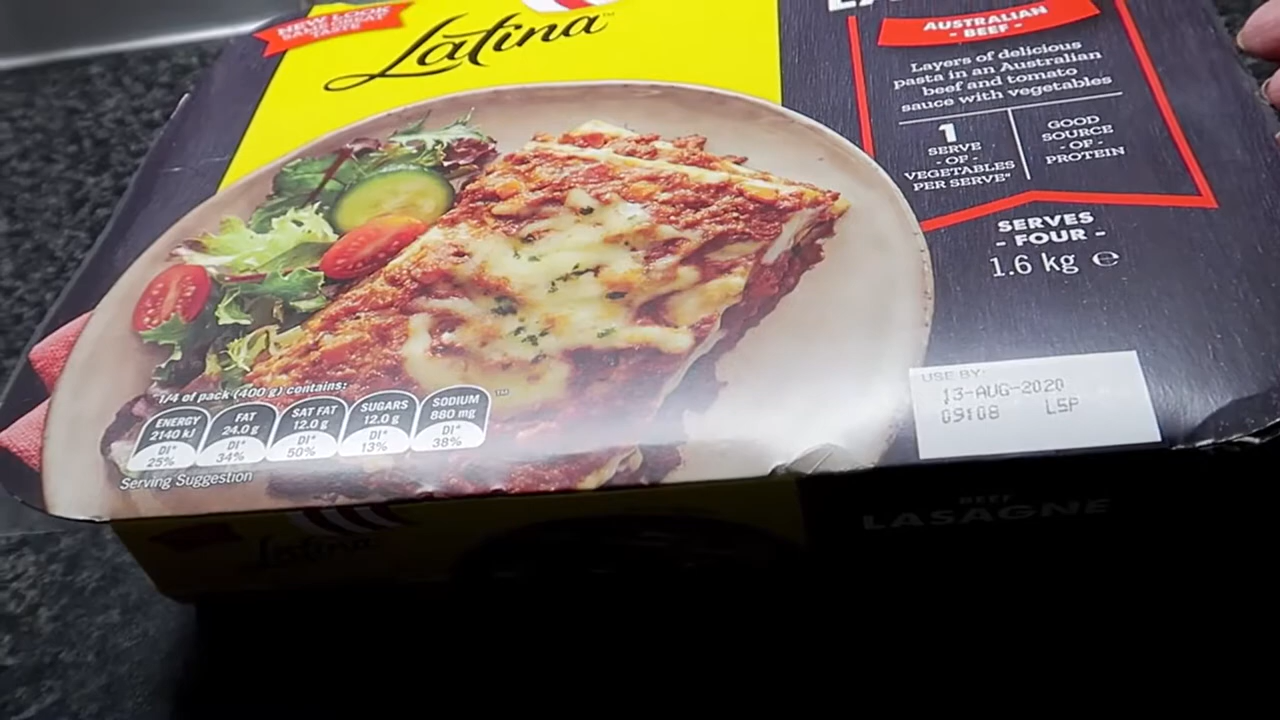 NEW LOOK
SAME GREAT
TASTE
Latina™
AUSTRALIAN
- BEEF -
Layers of delicious
pasta in an Australian
beef and tomato
sauce with vegetables
1
SERVE
- OF -
VEGETABLES
PER SERVE^
GOOD
SOURCE
- OF -
PROTEIN
SERVES
- FOUR -
1.6 kg ℮
USE BY:
13-AUG-2020
09:08 LSP
1/4 of pack (400 g) contains:
ENERGY
2140 kJ
DI*
25%
FAT
24.0 g
DI*
34%
SAT FAT
12.0 g
DI*
50%
SUGARS
12.0 g
DI*
13%
SODIUM
880 mg
DI*
38%
™
Serving Suggestion
Latina
BEEF
LASAGNE